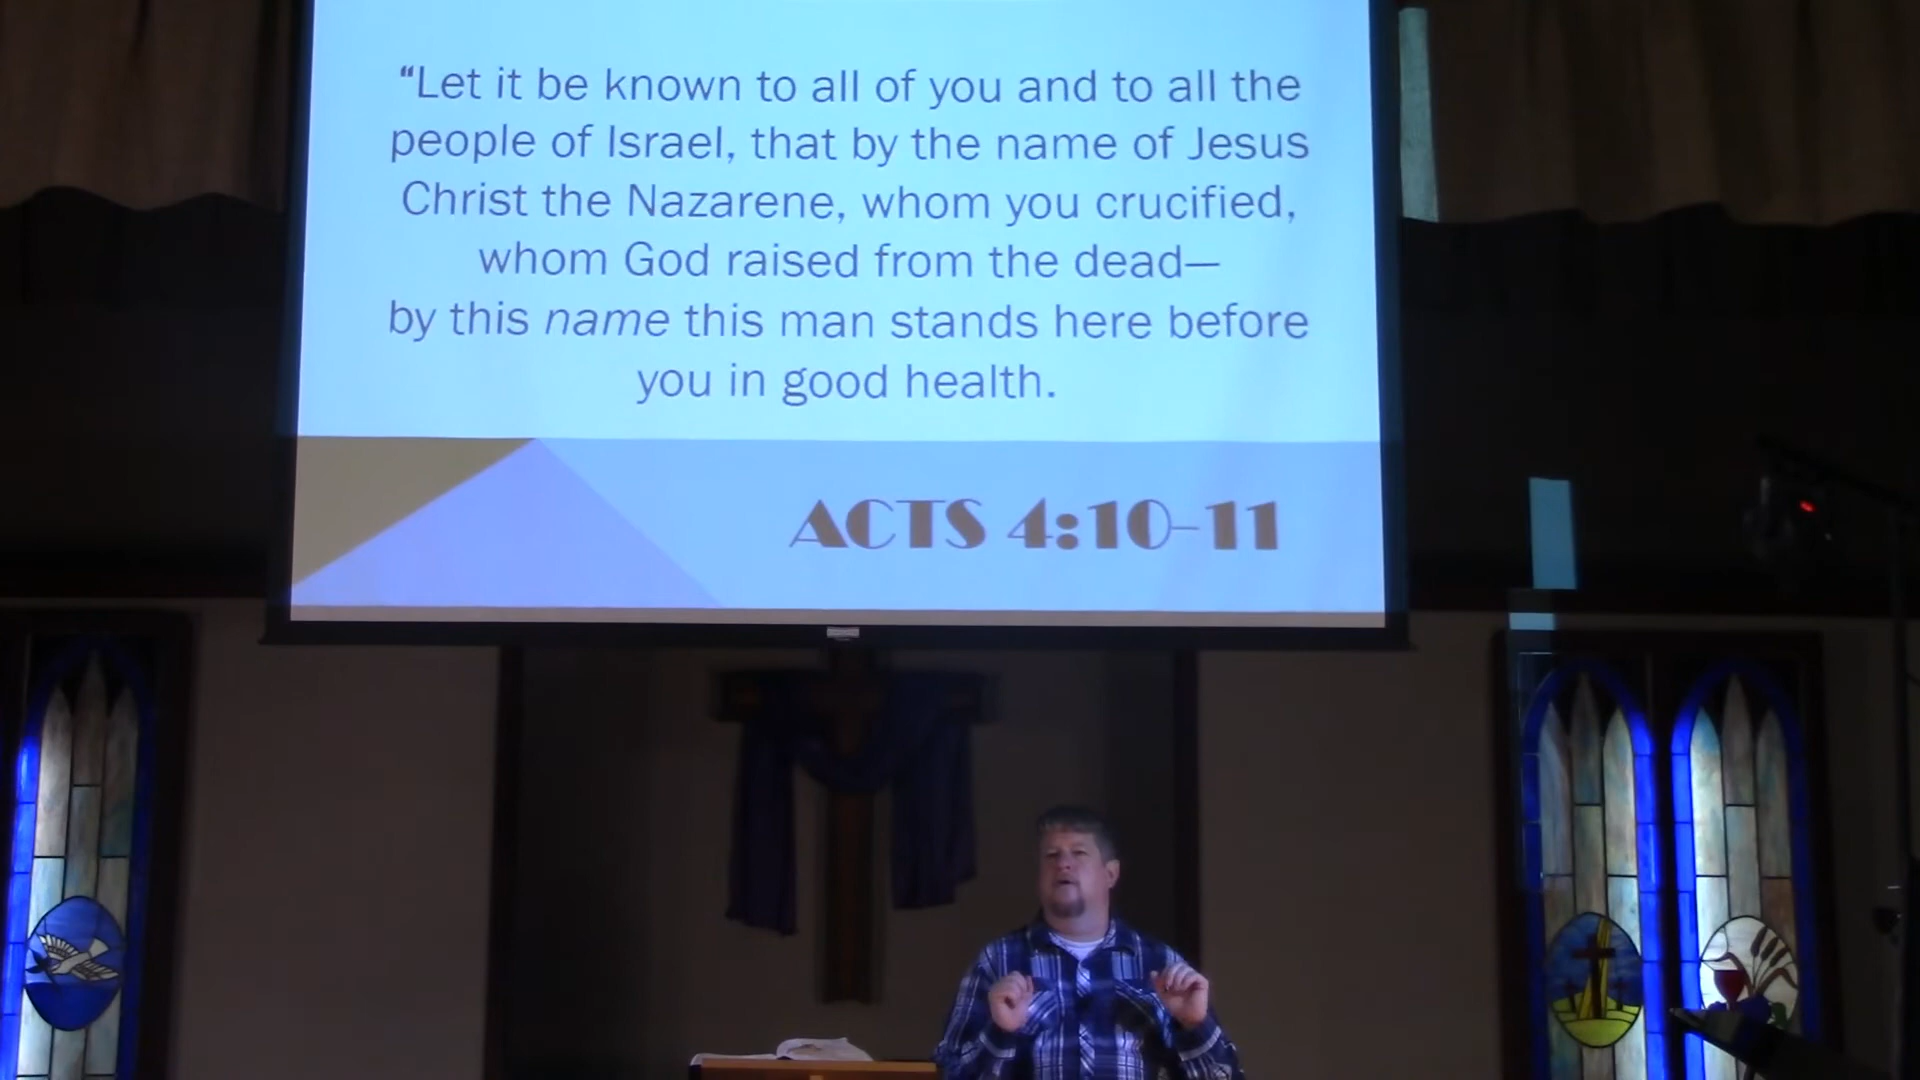 “Let it be known to all of you and to all the
people of Israel, that by the name of Jesus
Christ the Nazarene, whom you crucified,
whom God raised from the dead—
by this name this man stands here before
you in good health.
ACTS 4:10-11